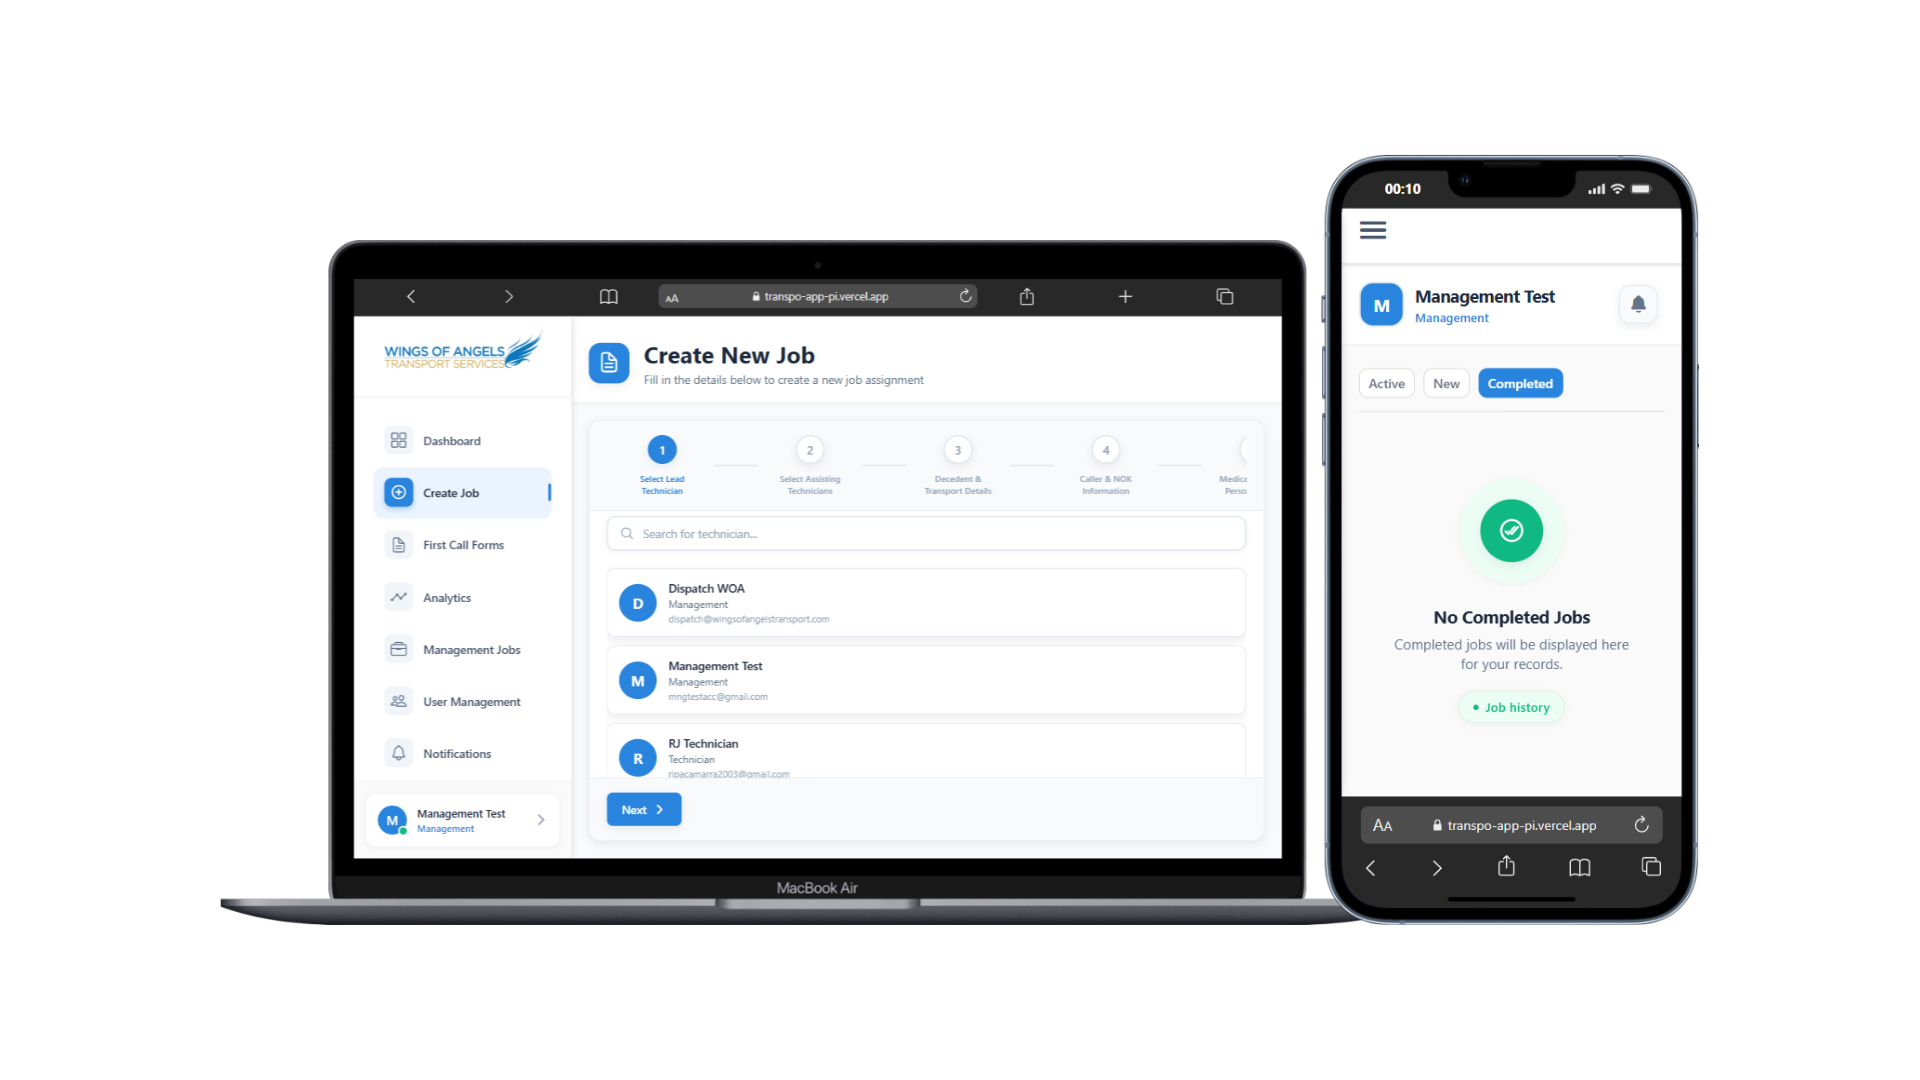 transpo-app-pi.vercel.app
AA
WINGS OF ANGELS
TRANSPORT SERVICES
Dashboard
Create Job
First Call Forms
Analytics
Management Jobs
User Management
Notifications
M
Management Test
Management
Create New Job
Fill in the details below to create a new job assignment
1
Select Lead
Technician
2
Select Assisting
Technicians
3
Decedent &
Transport Details
4
Caller & NOK
Information
Medica
Perso
Search for technician...
D
Dispatch WOA
Management
dispatch@wingsofangelstransport.com
M
Management Test
Management
mngtestacc@gmail.com
R
RJ Technician
Technician
ripacamarra2003@gmail.com
Next
MacBook Air
00:10
M
Management Test
Management
Active
New
Completed
No Completed Jobs
Completed jobs will be displayed here
for your records.
Job history
AA
transpo-app-pi.vercel.app